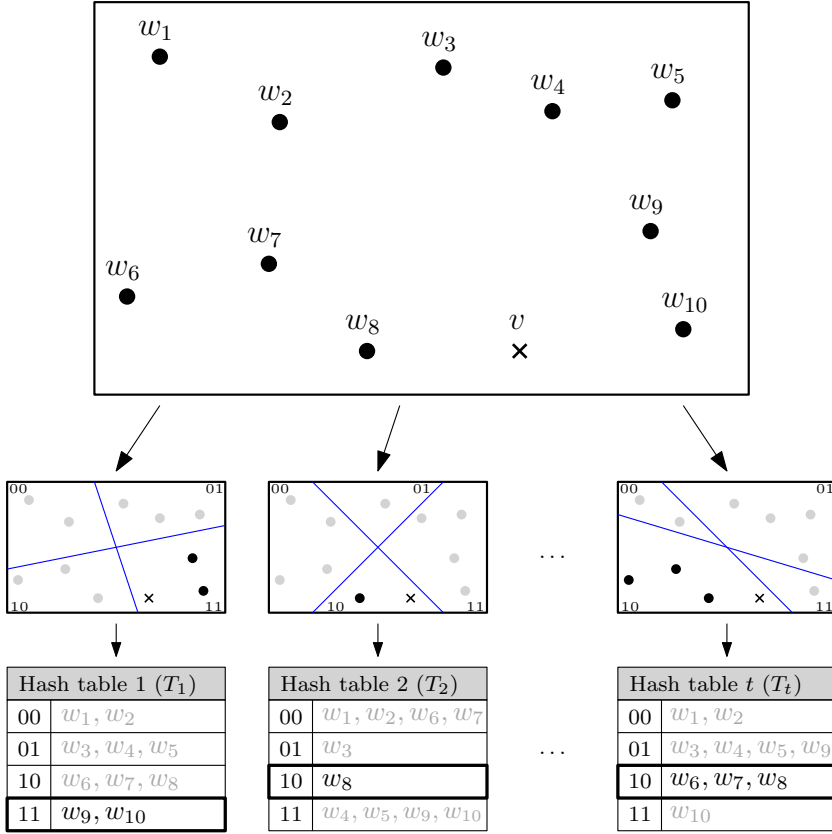 w₁
w₃
w₅
w₄
w₂
w₉
w₇
w₆
w₁₀
w₈ v
00 01 01 00 01
...
10 11 10 11 10 11
Hash table 1 (T₁) Hash table 2 (T₂) Hash table t (Tₜ)
00 w₁, w₂ 00 w₁, w₂, w₆, w₇ 00 w₁, w₂
01 w₃, w₄, w₅ 01 w₃ ... 01 w₃, w₄, w₅, w₉
10 w₆, w₇, w₈ 10 w₈ 10 w₆, w₇, w₈
11 w₉, w₁₀ 11 w₄, w₅, w₉, w₁₀ 11 w₁₀